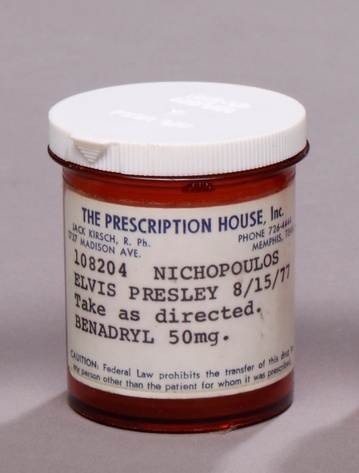 THE PRESCRIPTION HOUSE, Inc.
JACK KIRSCH, R. Ph.
1737 MADISON AVE.
PHONE 726-4444
MEMPHIS,
108204 NICHOPOULOS
ELVIS PRESLEY 8/15/77
Take as directed.
BENADRYL 50mg.
CAUTION: Federal Law prohibits the transfer of this drug to
any person other than the patient for whom it was prescribed.